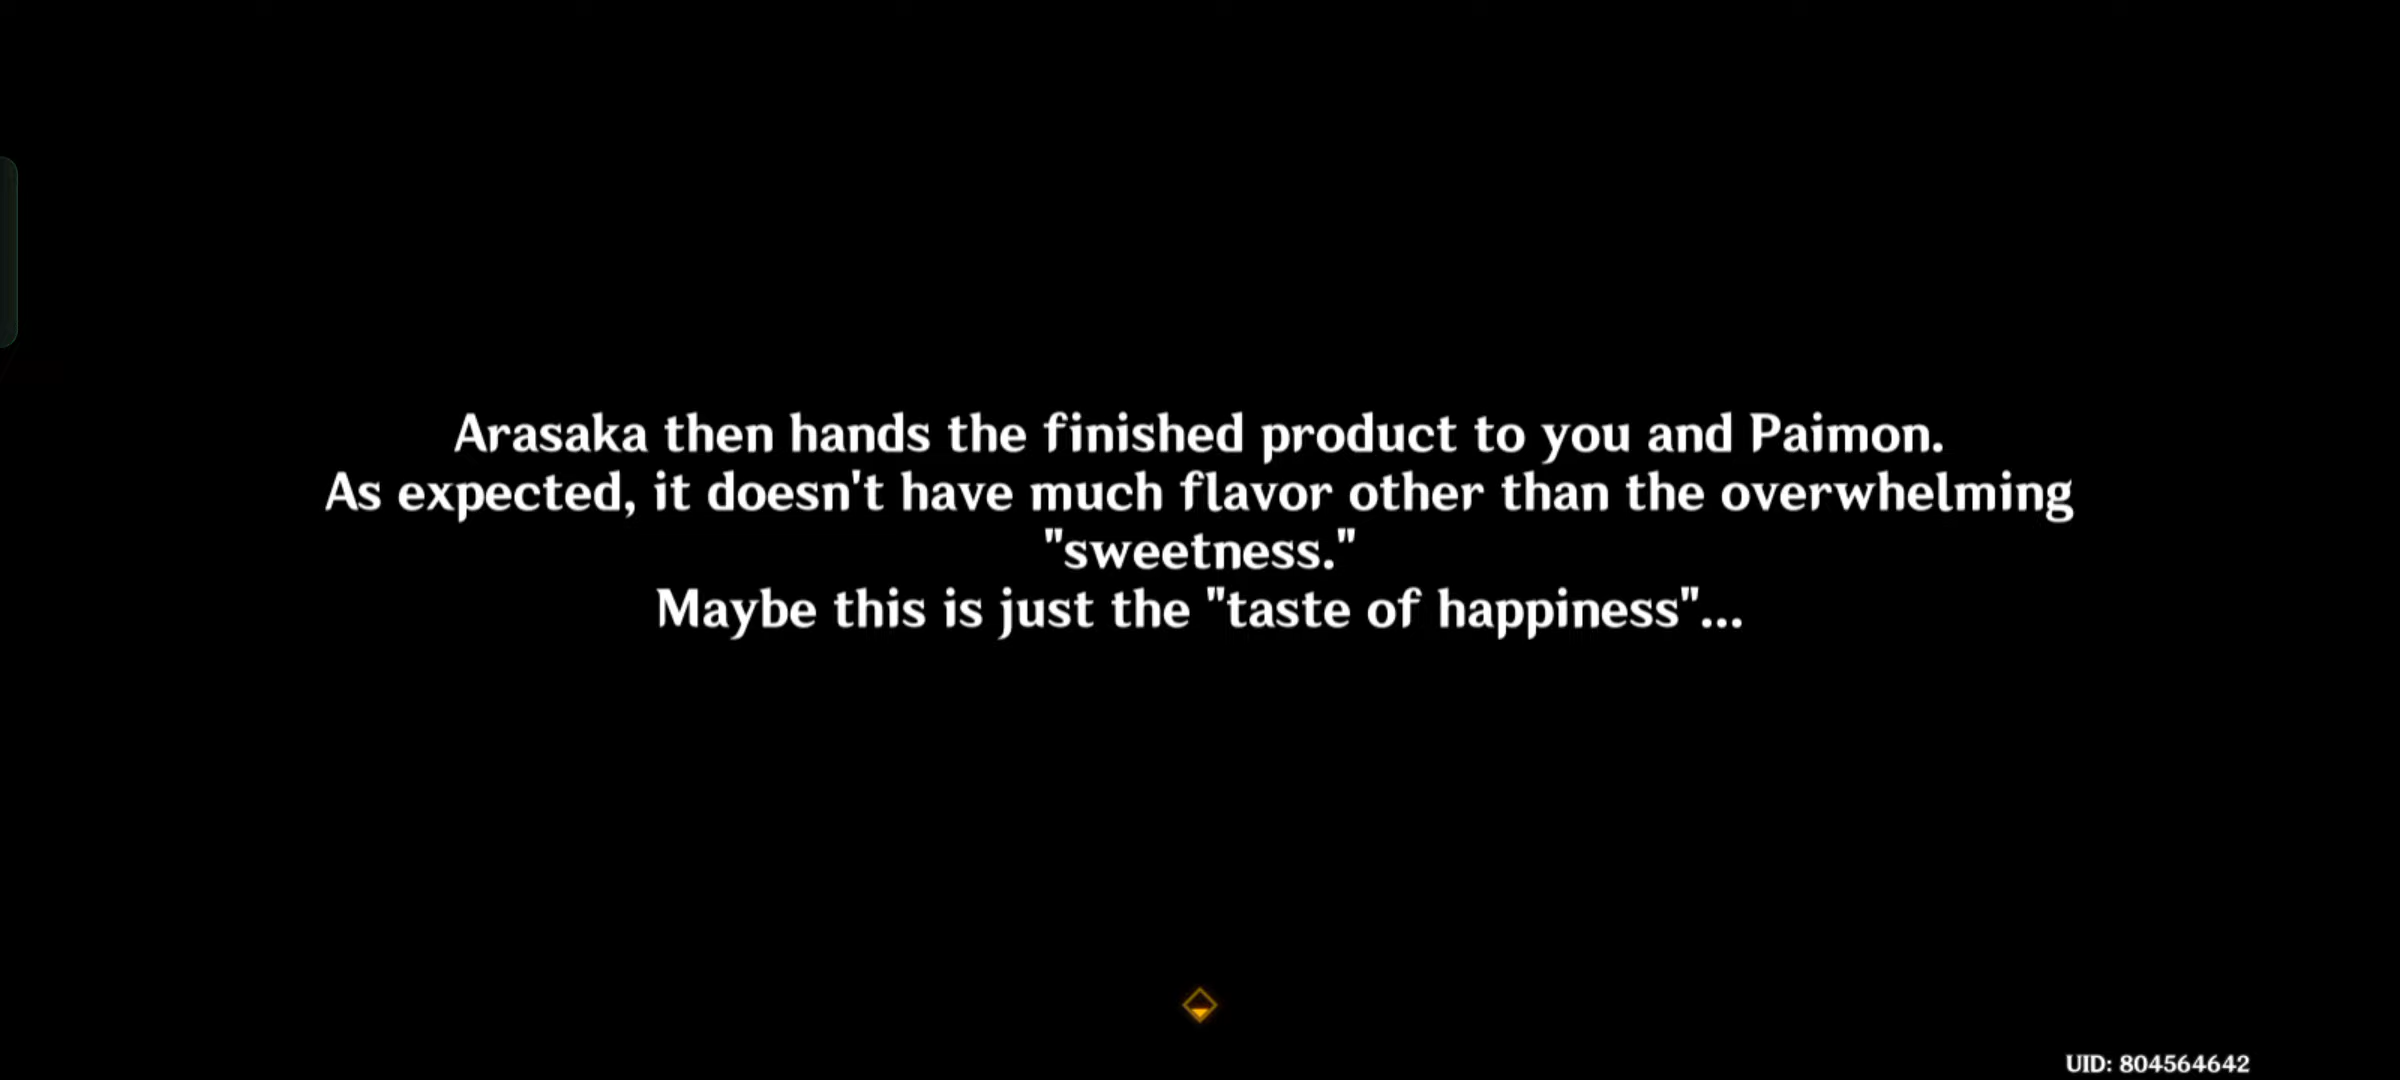 Arasaka then hands the finished product to you and Paimon.
As expected, it doesn't have much flavor other than the overwhelming
"sweetness."
Maybe this is just the "taste of happiness"...
UID: 804564642